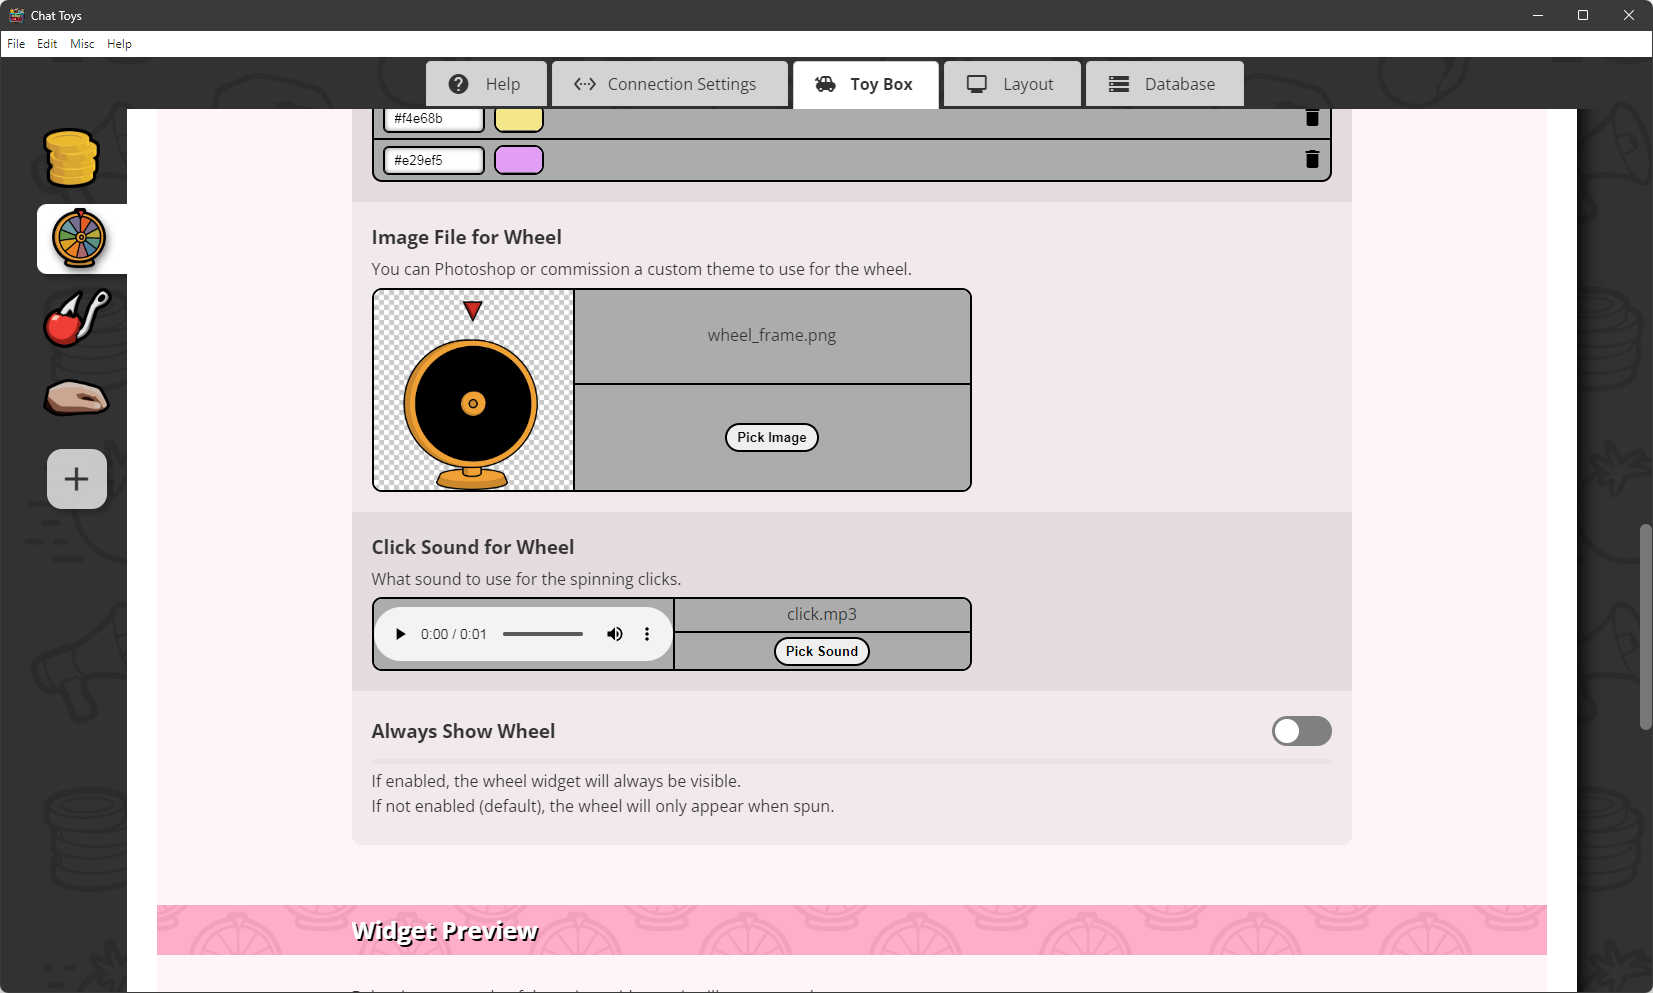 Chat Toys
File Edit Misc Help
Help
Connection Settings
Toy Box
Layout
Database
#f4e68b
#e29ef5
Image File for Wheel
You can Photoshop or commission a custom theme to use for the wheel.
wheel_frame.png
Pick Image
Click Sound for Wheel
What sound to use for the spinning clicks.
0:00 / 0:01
click.mp3
Pick Sound
Always Show Wheel
If enabled, the wheel widget will always be visible.
If not enabled (default), the wheel will only appear when spun.
Widget Preview